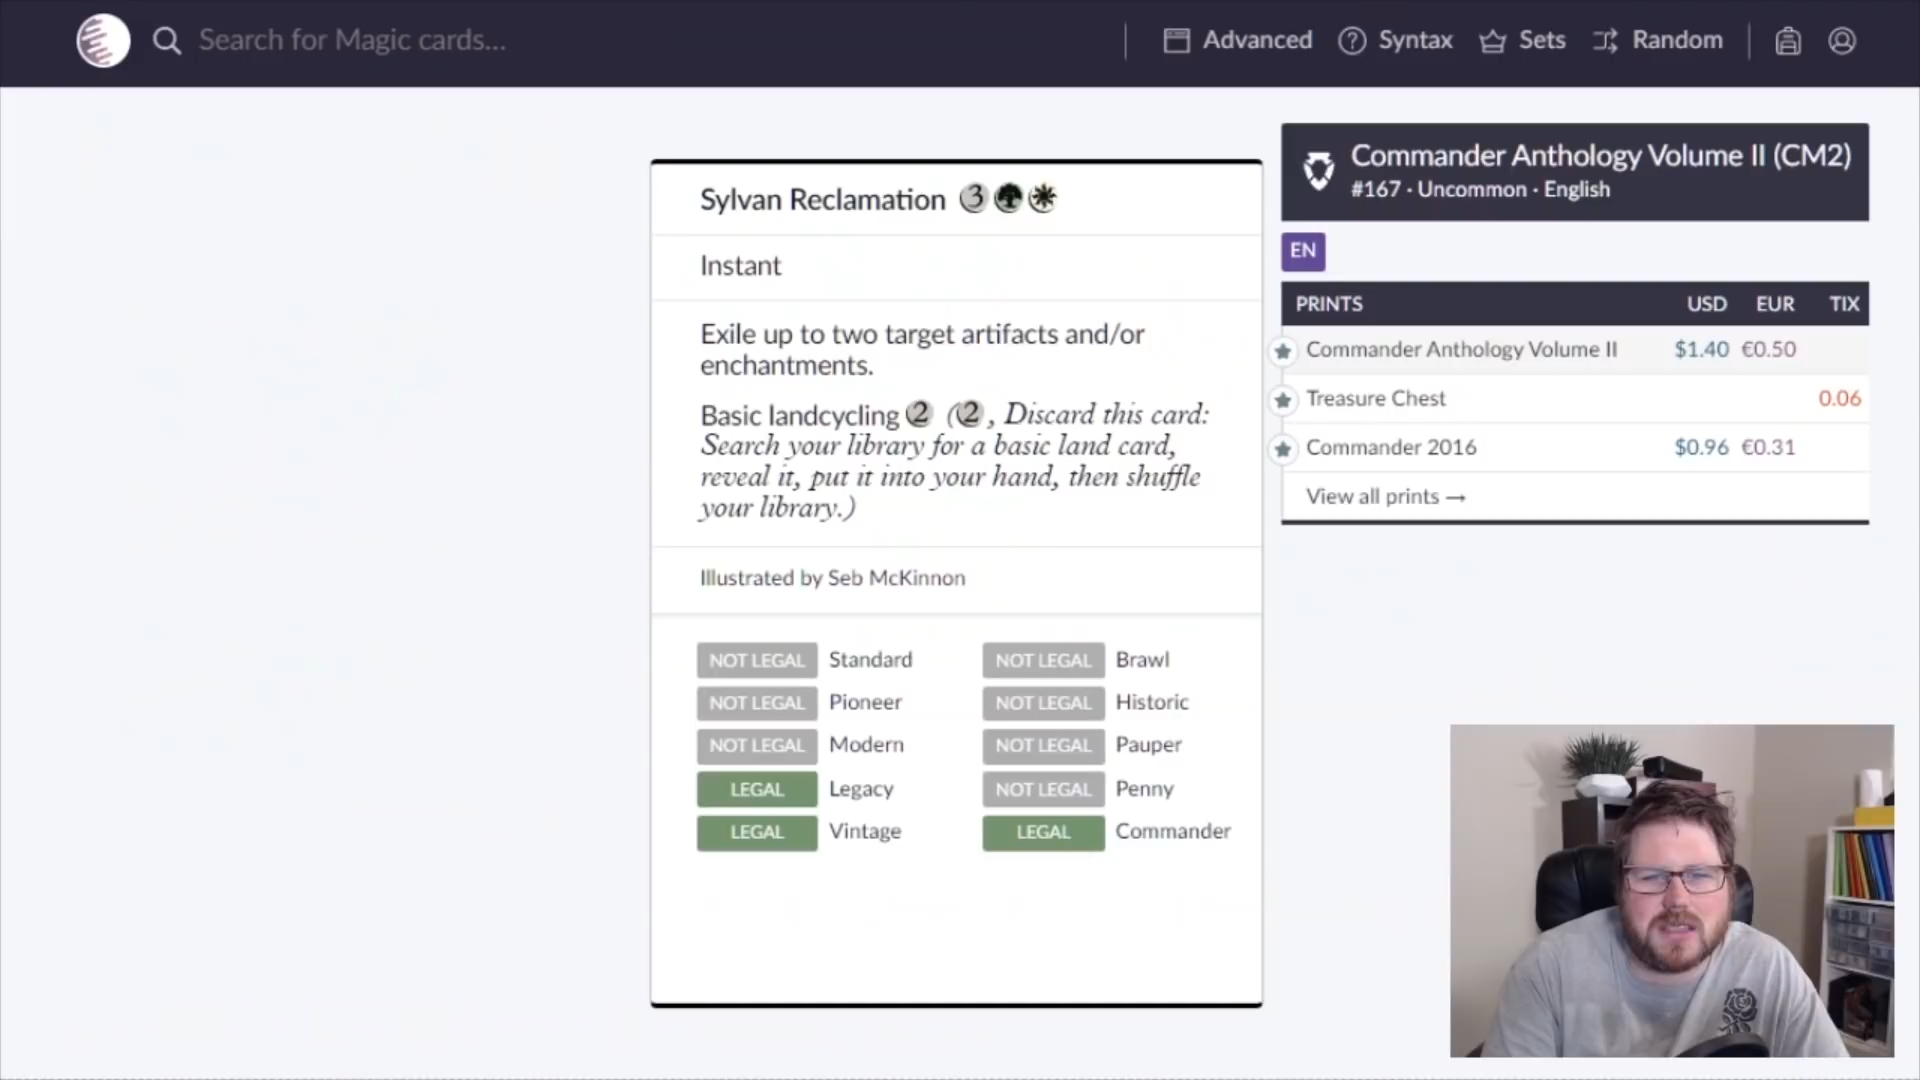 Search for Magic cards...
Advanced
Syntax
Sets
Random
Sylvan Reclamation 3
Instant
Exile up to two target artifacts and/or
enchantments.
Basic landcycling 2 (2, Discard this card:
Search your library for a basic land card,
reveal it, put it into your hand, then shuffle
your library.)
Illustrated by Seb McKinnon
NOT LEGAL Standard NOT LEGAL Brawl
NOT LEGAL Pioneer NOT LEGAL Historic
NOT LEGAL Modern NOT LEGAL Pauper
LEGAL Legacy NOT LEGAL Penny
LEGAL Vintage LEGAL Commander
Commander Anthology Volume II (CM2)
#167 · Uncommon · English
EN
PRINTS USD EUR TIX
Commander Anthology Volume II $1.40 €0.50
Treasure Chest 0.06
Commander 2016 $0.96 €0.31
View all prints →